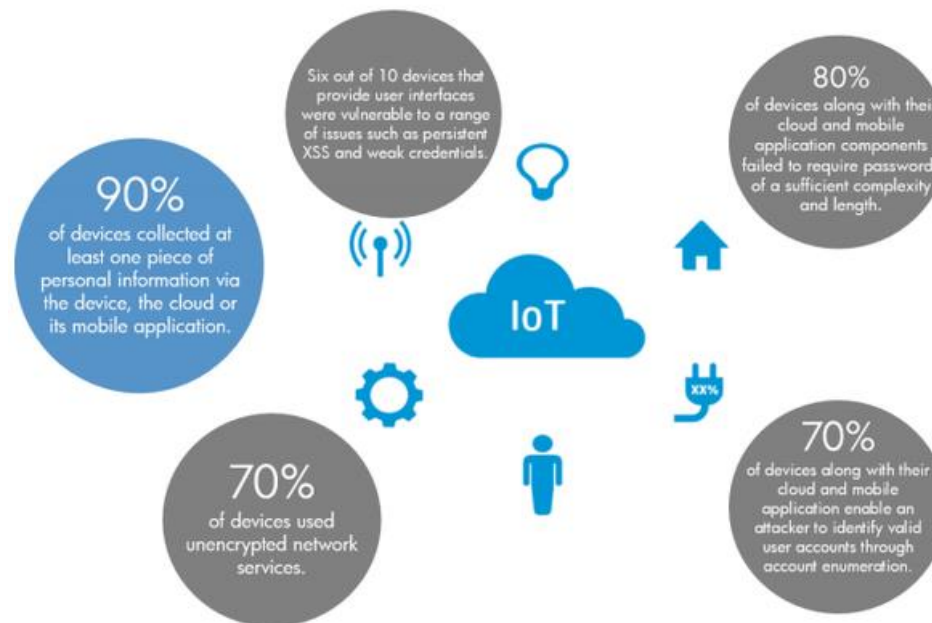 Six out of 10 devices that
provide user interfaces
were vulnerable to a range
of issues such as persistent
XSS and weak credentials.
80%
of devices along with their
cloud and mobile
application components
failed to require password
of a sufficient complexity
and length.
90%
of devices collected at
least one piece of
personal information via
the device, the cloud or
its mobile application.
IoT
XX%
70%
of devices used
unencrypted network
services.
70%
of devices along with their
cloud and mobile
application enable an
attacker to identify valid
user accounts through
account enumeration.